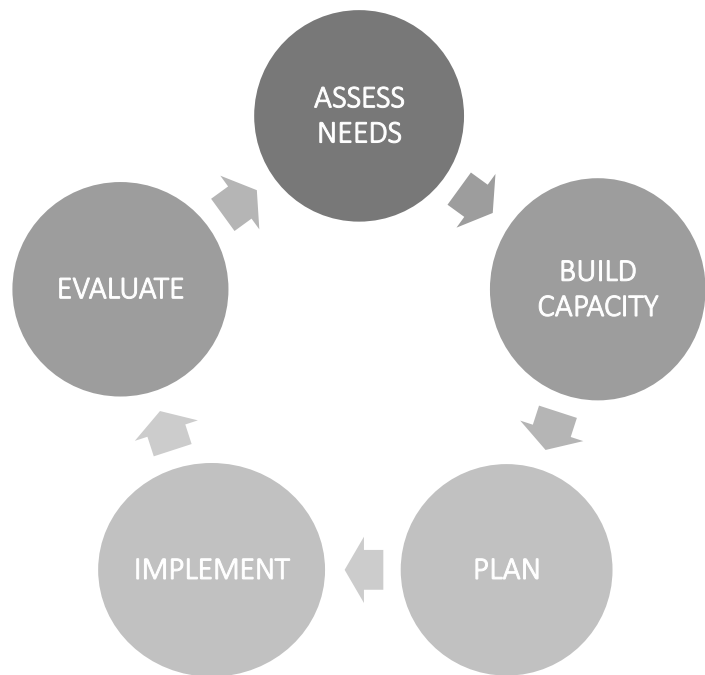 ASSESS
NEEDS
BUILD
CAPACITY
PLAN
IMPLEMENT
EVALUATE